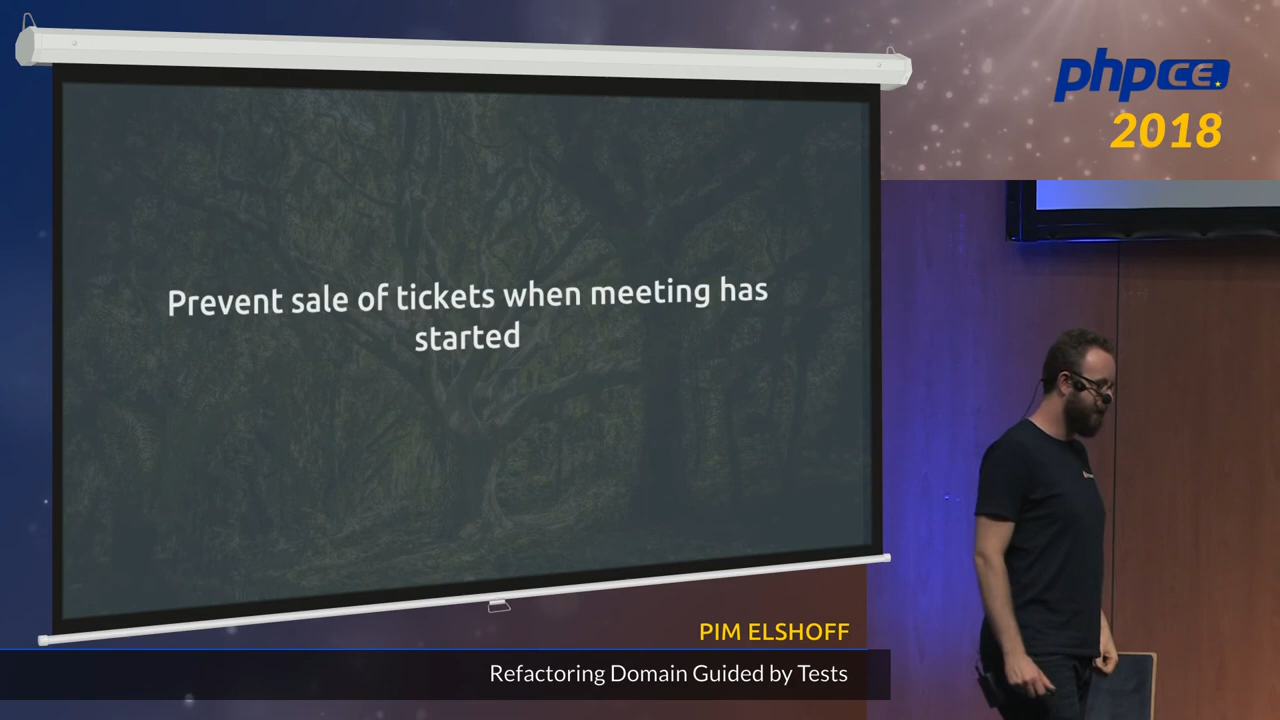 phpce.
2018
Prevent sale of tickets when meeting has
started
PIM ELSHOFF
Refactoring Domain Guided by Tests